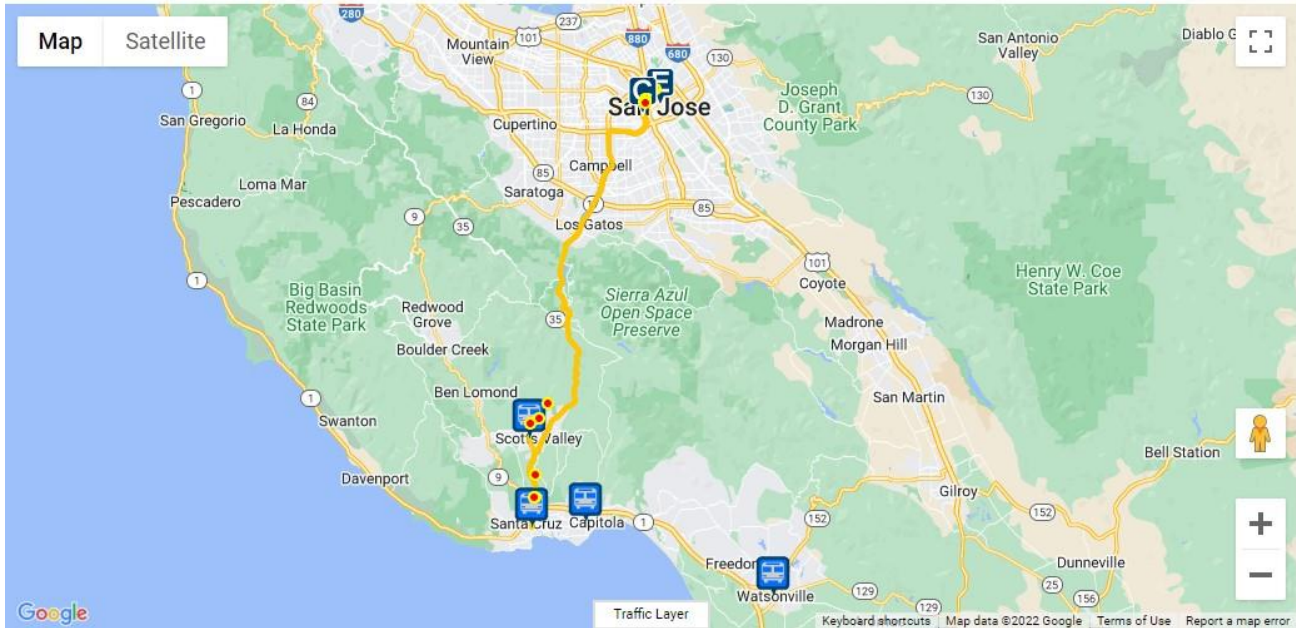 Map
Satellite
280
237
101
880
680
Mountain
View
130
San Antonio
Valley
Diablo G
1
84
San Gregorio
La Honda
C
E
San Jose
Joseph
D. Grant
County Park
130
Cupertino
Loma Mar
Campbell
85
Saratoga
Pescadero
9
35
85
Los Gatos
101
Coyote
1
Big Basin
Redwoods
State Park
Redwood
Grove
Sierra Azul
Open Space
Preserve
Henry W. Coe
State Park
35
Boulder Creek
Madrone
Morgan Hill
Ben Lomond
1
San Martin
Swanton
Scotts Valley
Bell Station
Davenport
9
Gilroy
152
Santa Cruz
Capitola
1
152
Freedom
Dunneville
Watsonville
129
25
156
129
Google
Traffic Layer
Keyboard shortcuts
Map data ©2022 Google
Terms of Use
Report a map error